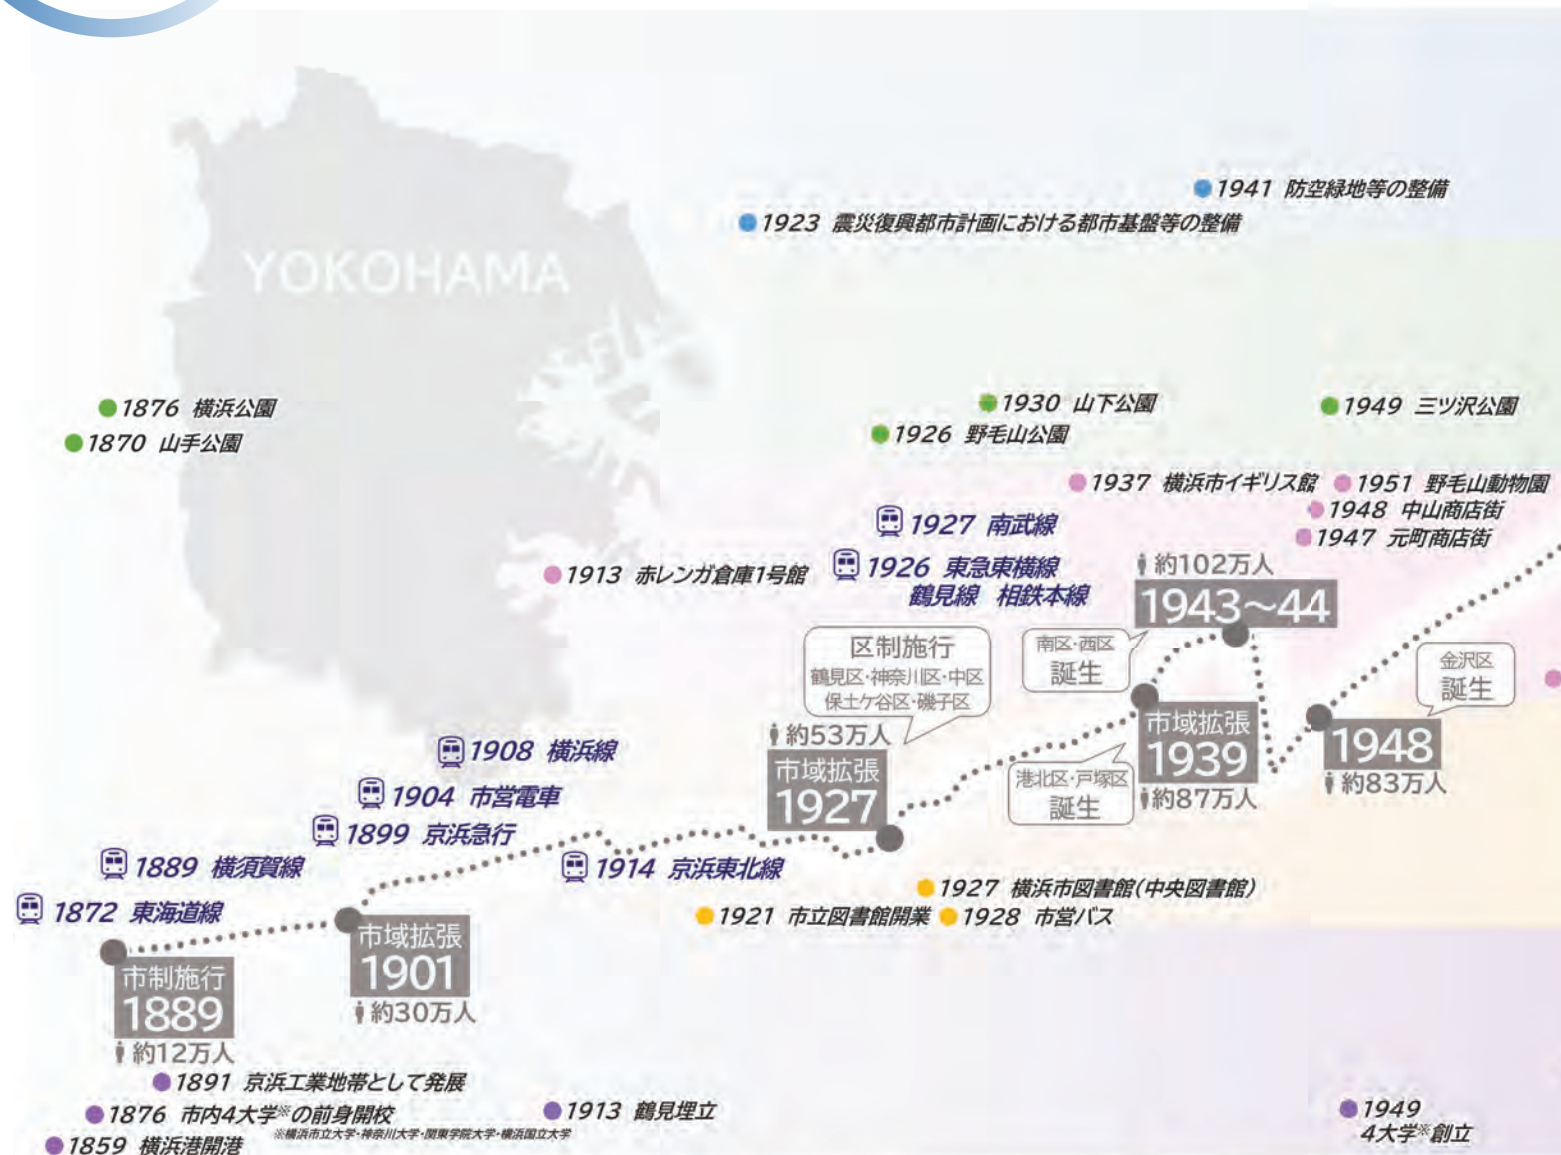 YOKOHAMA
1941 防空緑地等の整備
1923 震災復興都市計画における都市基盤等の整備
1876 横浜公園
1870 山手公園
1930 山下公園
1926 野毛山公園
1949 三ツ沢公園
1937 横浜市イギリス館
1951 野毛山動物園
1948 中山商店街
1947 元町商店街
1927 南武線
1926 東急東横線
鶴見線 相鉄本線
1913 赤レンガ倉庫1号館
約102万人
1943～44
区制施行
鶴見区・神奈川区・中区
保土ケ谷区・磯子区
南区・西区
誕生
金沢区
誕生
約53万人
市域拡張
1927
市域拡張
1939
約87万人
港北区・戸塚区
誕生
1948
約83万人
1908 横浜線
1904 市営電車
1899 京浜急行
1889 横須賀線
1872 東海道線
1914 京浜東北線
1927 横浜市図書館(中央図書館)
1921 市立図書館開業
1928 市営バス
市制施行
1889
約12万人
市域拡張
1901
約30万人
1891 京浜工業地帯として発展
1876 市内4大学※の前身開校
※横浜市立大学・神奈川大学・関東学院大学・横浜国立大学
1859 横浜港開港
1913 鶴見埋立
1949
4大学※創立